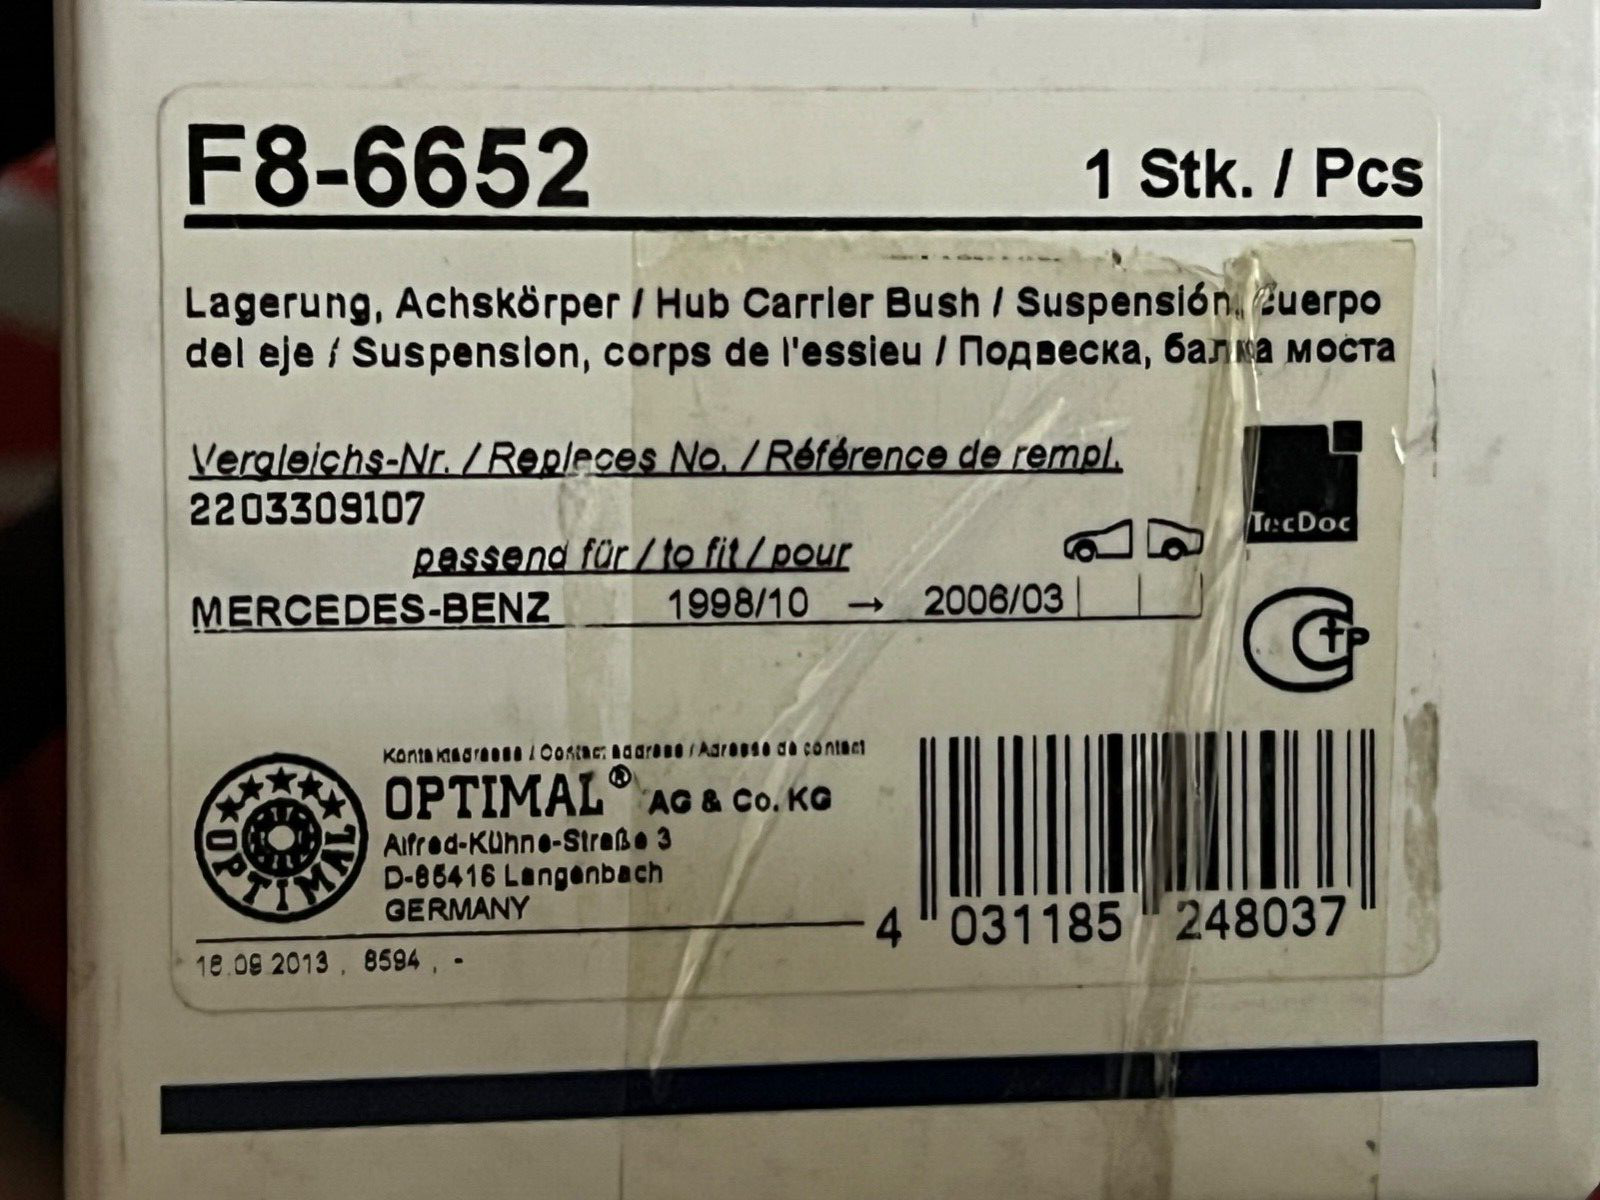 F8-6652
1 Stk. / Pcs
Lagerung, Achskörper / Hub Carrier Bush / Suspensión, Cuerpo
del eje / Suspension, corps de l'essieu / Подвеска, балка моста
Vergleichs-Nr. / Replaces No. / Référence de rempl.
2203309107
TecDoc
passend für / to fit / pour
MERCEDES-BENZ 1998/10 → 2006/03
Kontaktadresse / Contact address / Adresse de contact
OPTIMAL® AG & Co. KG
OPTIMAL
Alfred-Kühne-Straße 3
D-85416 Langenbach
GERMANY
4 031185 248037
18.09.2013 , 8594 , -